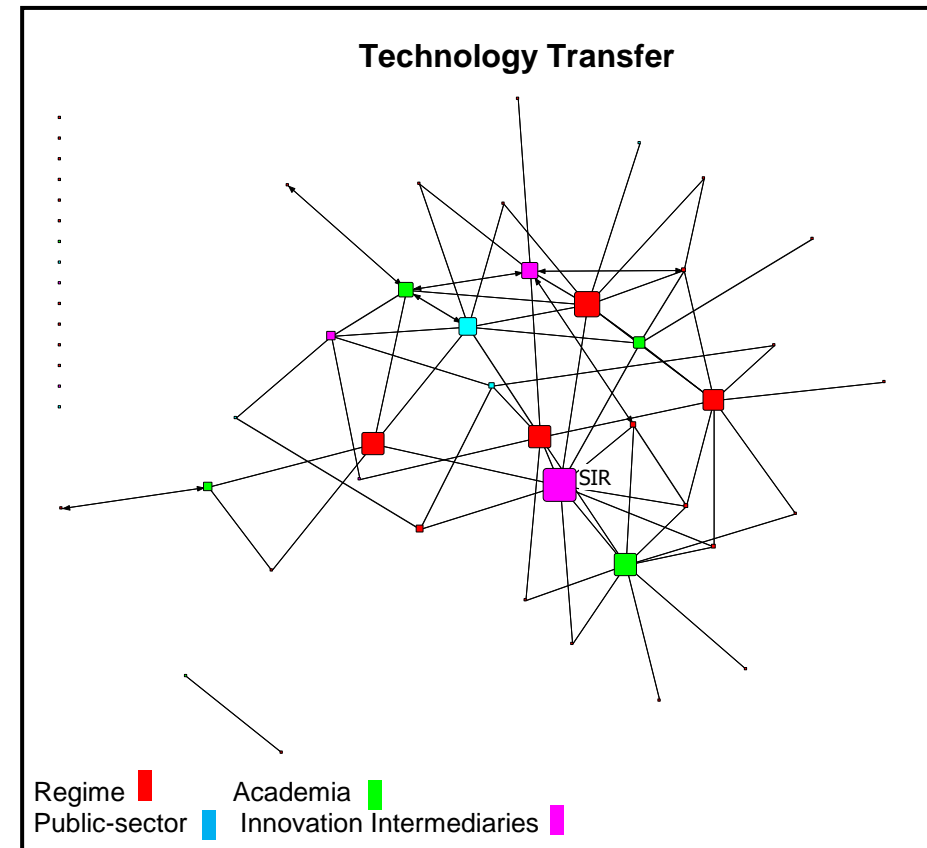 Technology Transfer
SIR
Regime Academia
Public-sector Innovation Intermediaries